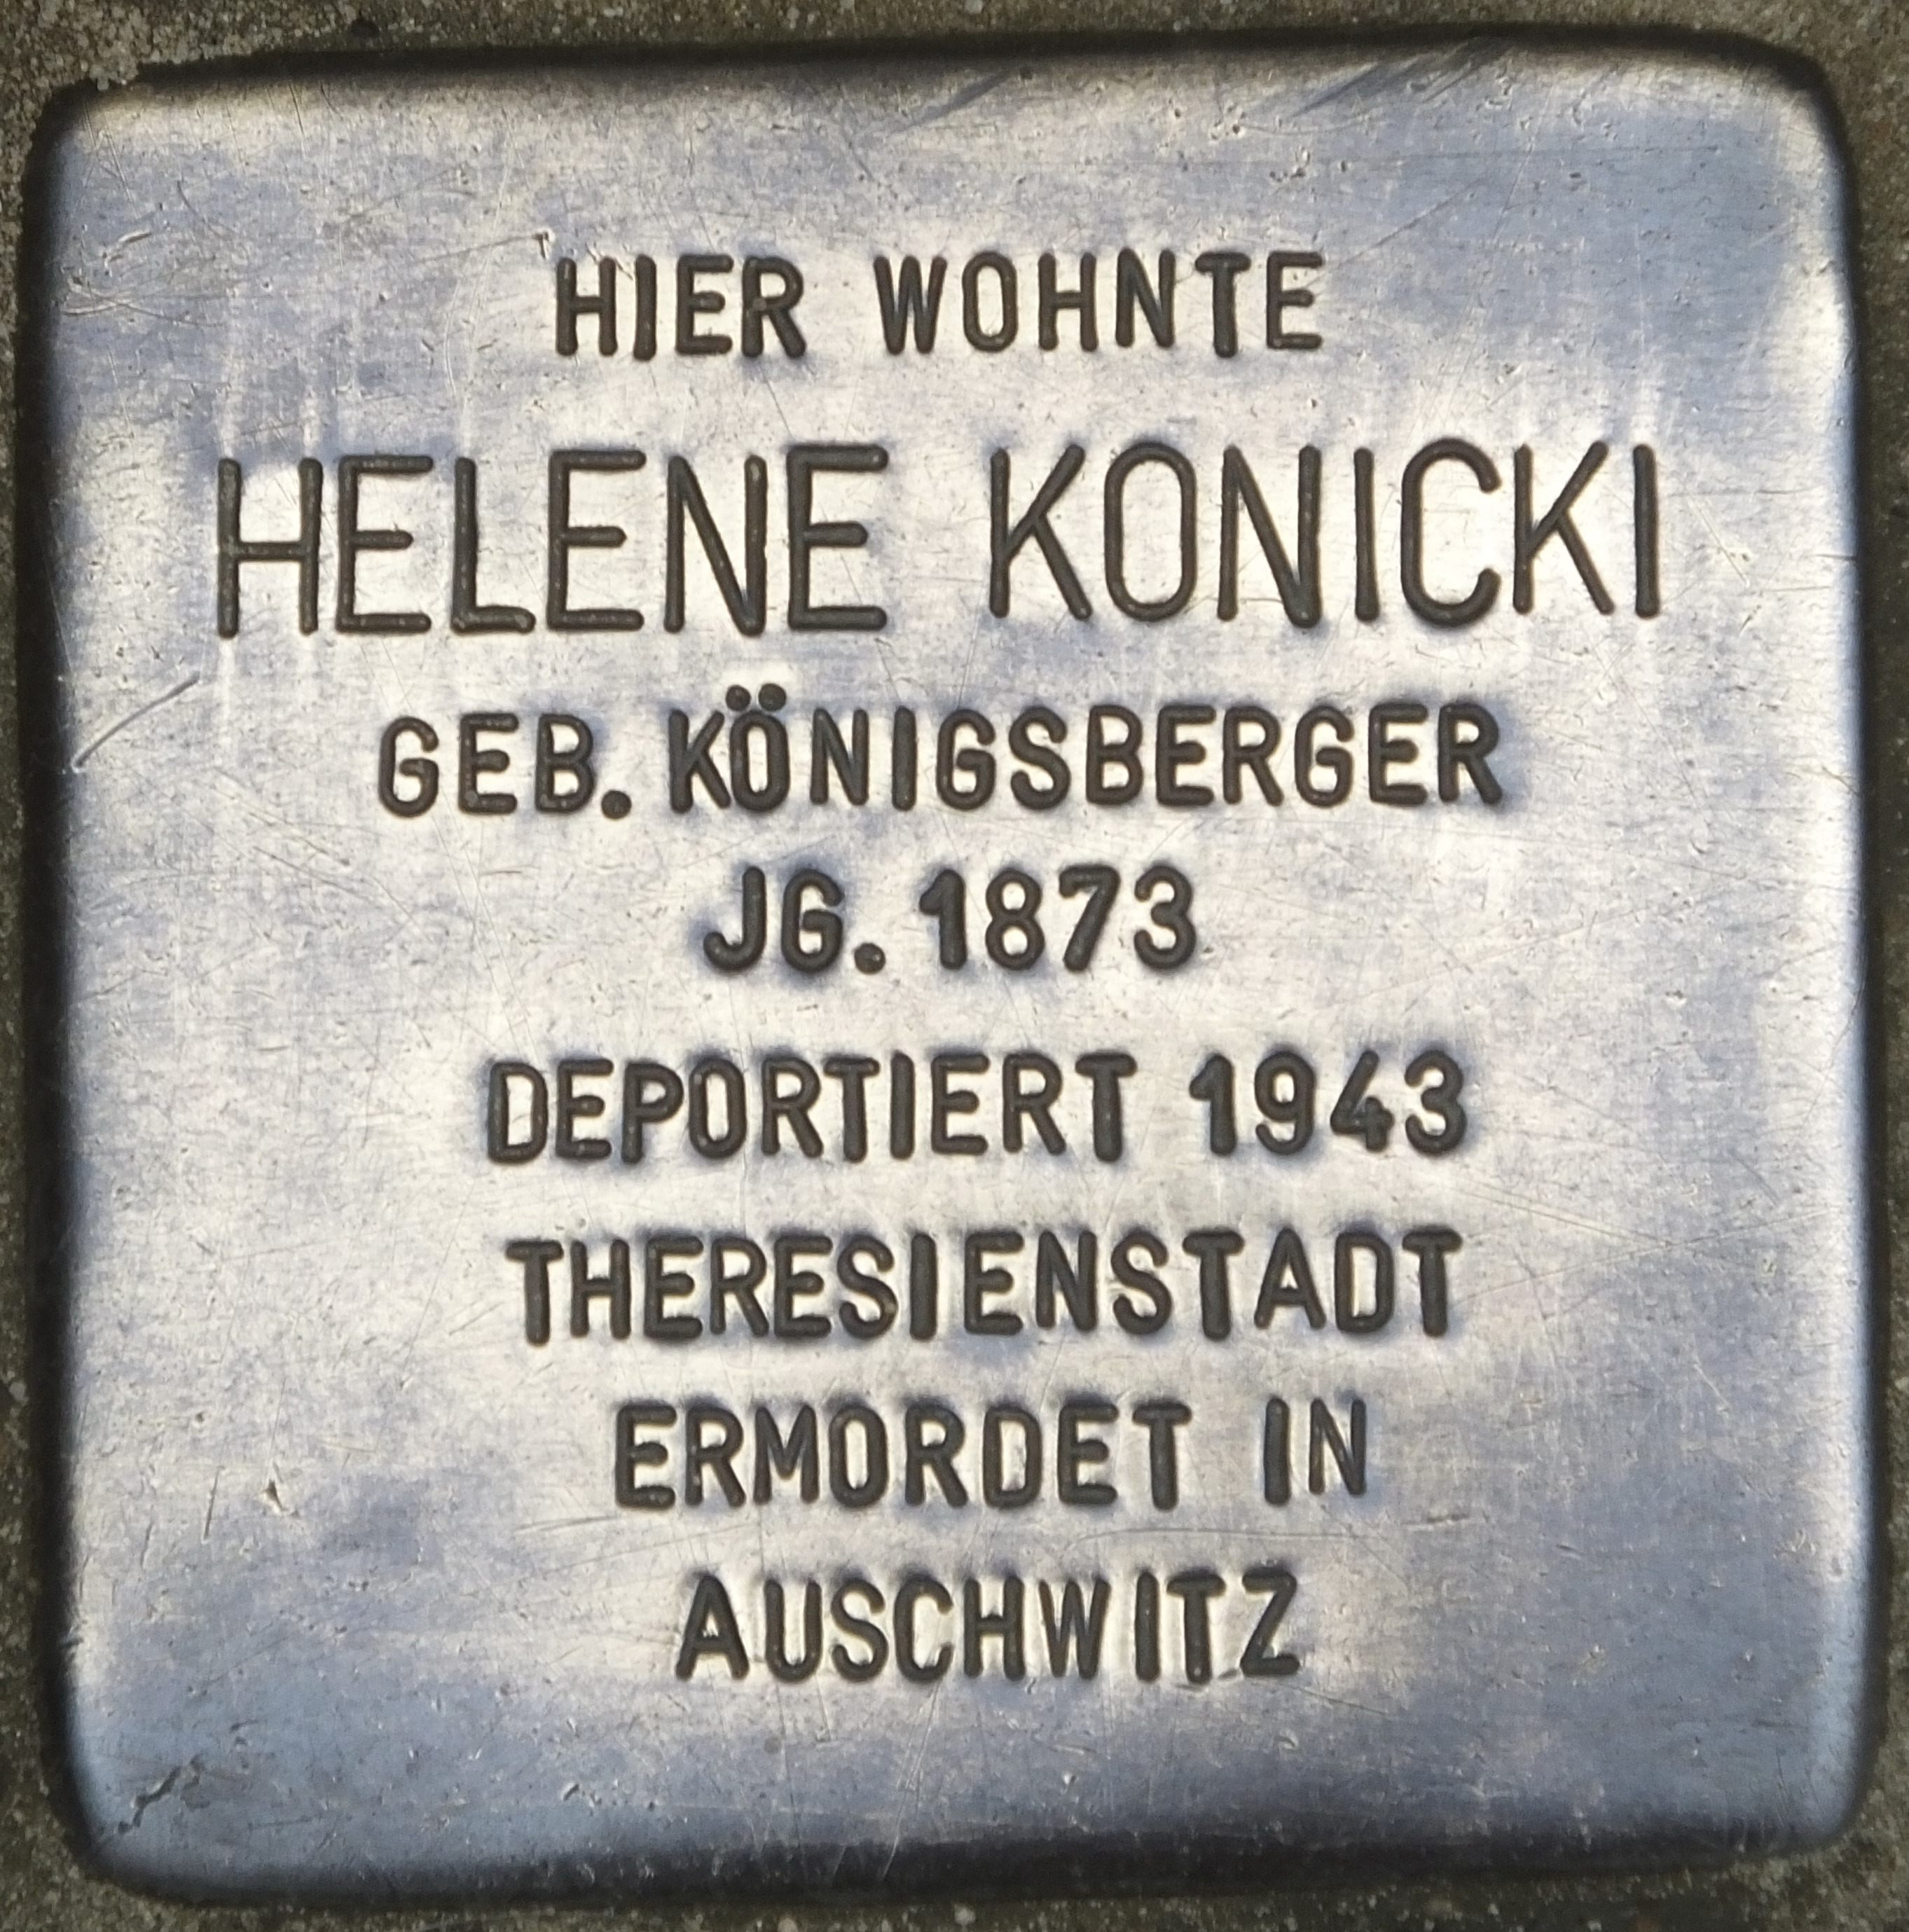 HIER WOHNTE
HELENE KONICKI
GEB. KÖNIGSBERGER
JG. 1873
DEPORTIERT 1943
THERESIENSTADT
ERMORDET IN
AUSCHWITZ